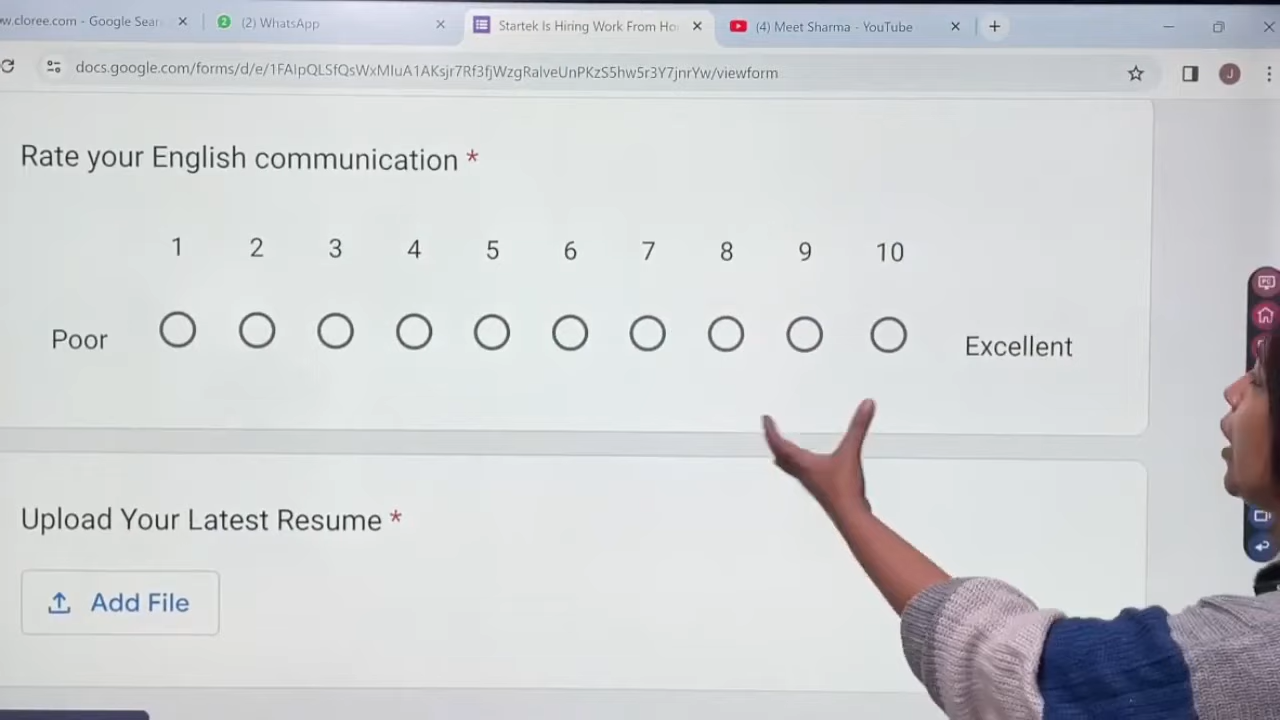 w.cloree.com - Google Sear
(2) WhatsApp
Startek Is Hiring Work From Ho
(4) Meet Sharma - YouTube
docs.google.com/forms/d/e/1FAIpQLSfQsWxMIuA1AKsjr7Rf3fjWzgRalveUnPKzS5hw5r3Y7jnrYw/viewform
J
Rate your English communication *
1 2 3 4 5 6 7 8 9 10
Poor
Excellent
Upload Your Latest Resume *
Add File